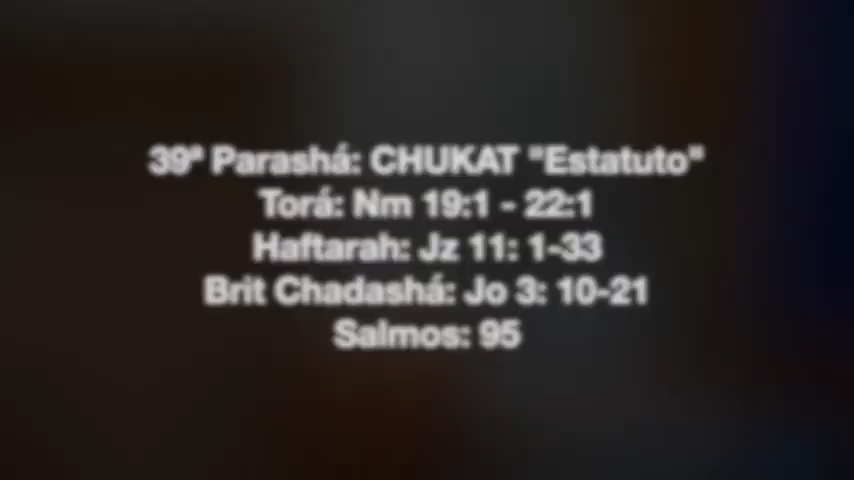 39ª Parashá: CHUKAT "Estatuto"
Torá: Nm 19:1 - 22:1
Haftarah: Jz 11: 1-33
Brit Chadashá: Jo 3: 10-21
Salmos: 95